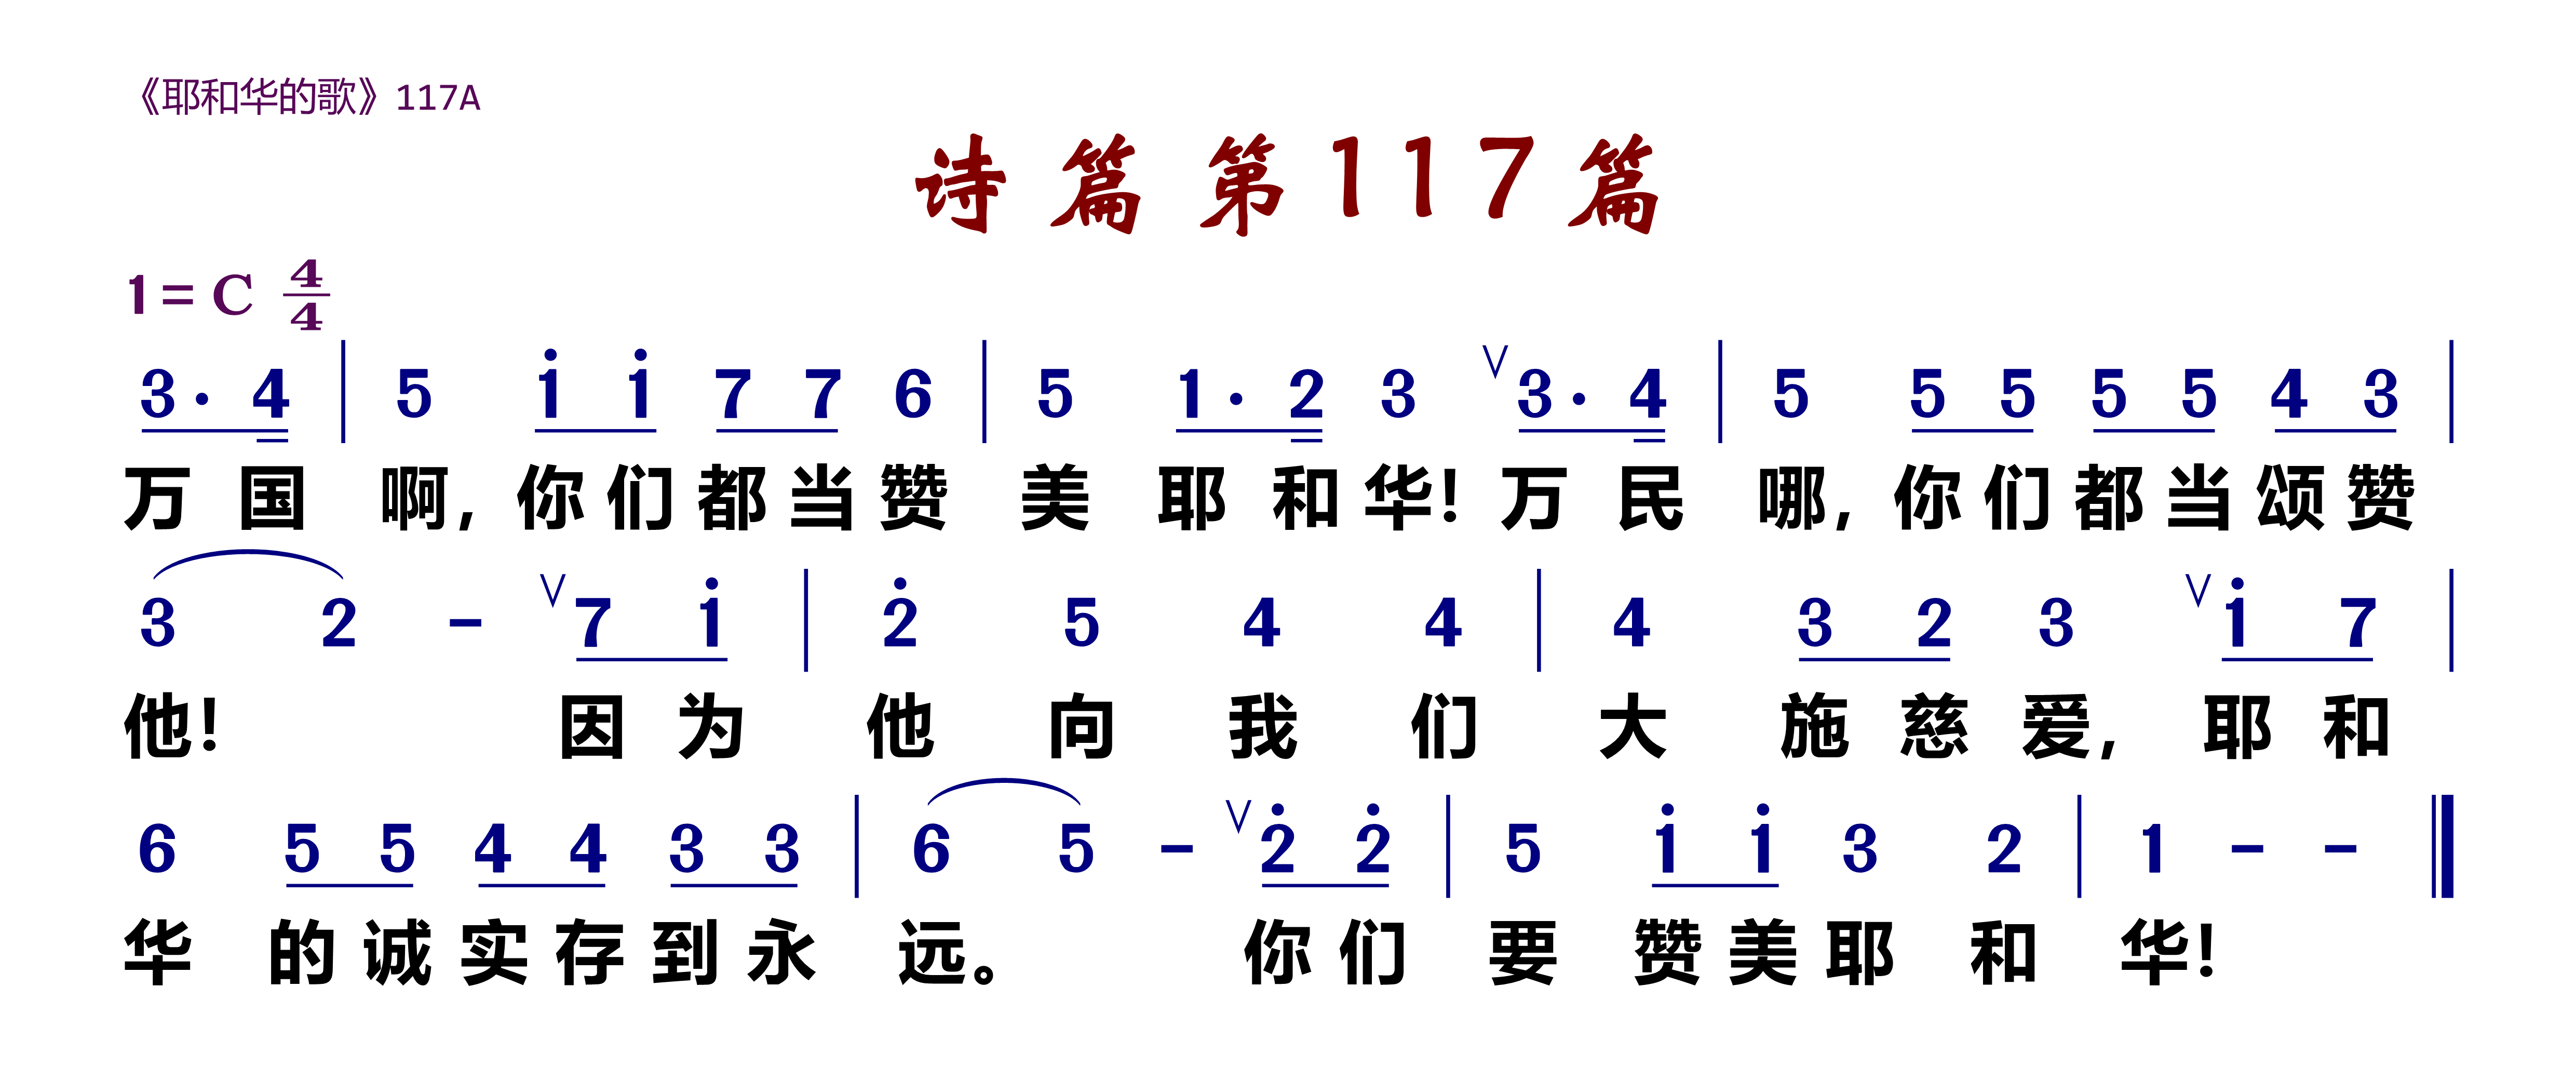 《耶和华的歌》117A
诗篇第117篇
1=C 4/4
3· 4 | 5 i̇ i̇ 7 7 6 | 5 1· 2 3 ∨ 3· 4 | 5 5 5 5 5 4 3 |
万国啊,你们都当赞美耶和华!万民哪,你们都当颂赞
3 2 - ∨ 7 i̇ | 2̇ 5 4 4 | 4 3 2 3 ∨ i̇ 7 |
他!因为他向我们大施慈爱,耶和
6 5 5 4 4 3 3 | 6 5 - ∨ 2̇ 2̇ | 5 i̇ i̇ 3 2 | 1 - - ‖
华的诚实存到永远。你们要赞美耶和华!